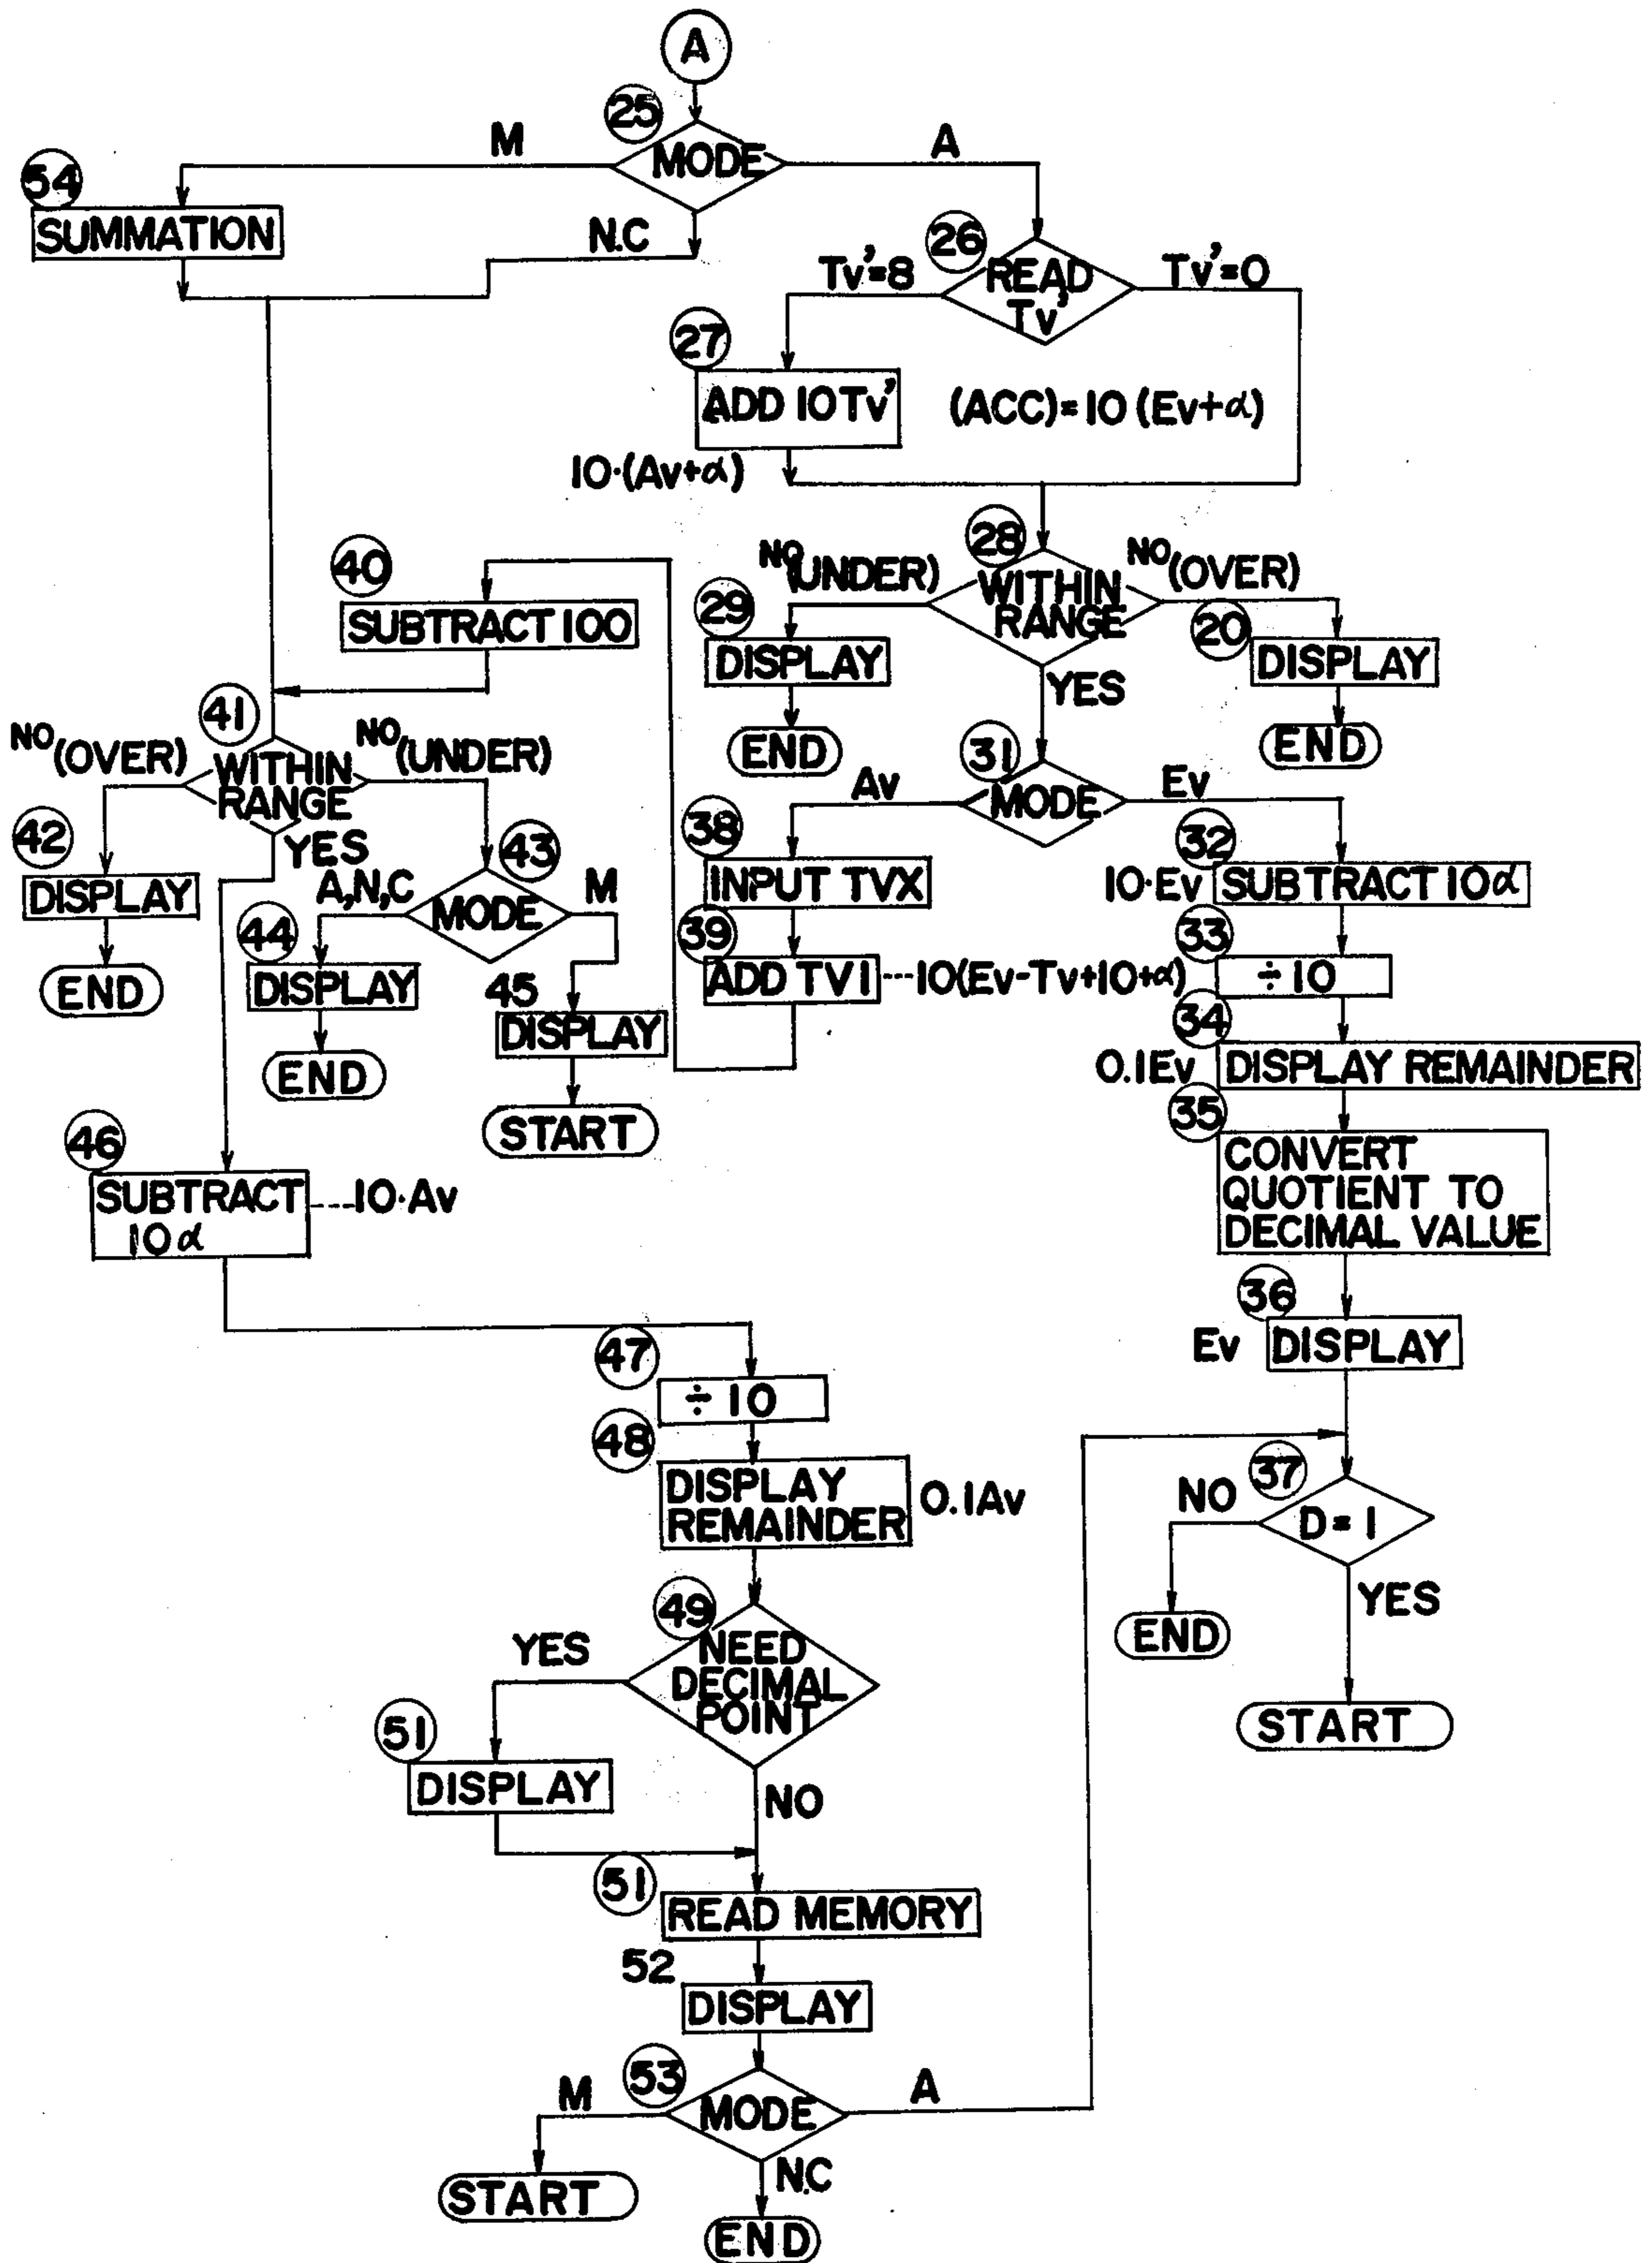 A
25
M
MODE
A
54
SUMMATION
N.C
26
Tv'=8
READ
Tv'
Tv'=0
27
ADD 10Tv'
(ACC)=10 (Ev+α)
10·(Av+α)
28
NO (UNDER)
WITHIN
RANGE
NO (OVER)
29
DISPLAY
END
20
DISPLAY
END
YES
40
SUBTRACT 100
41
NO (OVER)
WITHIN
RANGE
NO (UNDER)
YES
42
DISPLAY
END
43
A,N,C
MODE
M
44
DISPLAY
END
45
DISPLAY
START
31
Av
MODE
Ev
38
INPUT TVX
39
ADD TV1 ---10(Ev-Tv+10+α)
32
10·Ev
SUBTRACT 10α
33
÷10
34
0.1Ev
DISPLAY REMAINDER
35
CONVERT
QUOTIENT TO
DECIMAL VALUE
36
Ev
DISPLAY
37
NO
D=1
END
YES
START
46
SUBTRACT
10α
---10·Av
47
÷10
48
DISPLAY
REMAINDER
0.1Av
49
YES
NEED
DECIMAL
POINT
NO
51
DISPLAY
51
READ MEMORY
52
DISPLAY
53
M
MODE
A
START
N.C
END